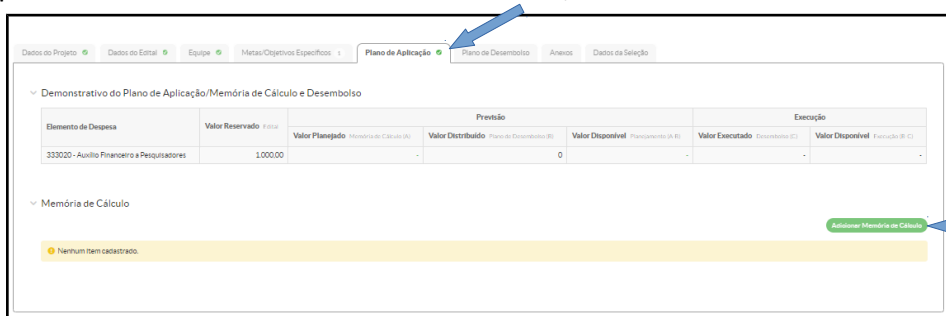 Dados do Projeto Dados do Edital Equipe Metas/Objetivos Específicos Plano de Aplicação Plano de Desembolso Anexos Dados da Seleção
Demonstrativo do Plano de Aplicação/Memória de Cálculo e Desembolso
Elemento de Despesa Valor Reservado Edital Previsão Execução
Valor Planejado Memória de Cálculo (A) Valor Distribuído Plano de Desembolso (B) Valor Disponível Planejamento (A-B) Valor Executado Desembolso (C) Valor Disponível Execução (B-C)
333020 - Auxílio Financeiro a Pesquisadores 1.000,00 - 0 - - -
Memória de Cálculo
Adicionar Memória de Cálculo
Nenhum item cadastrado.